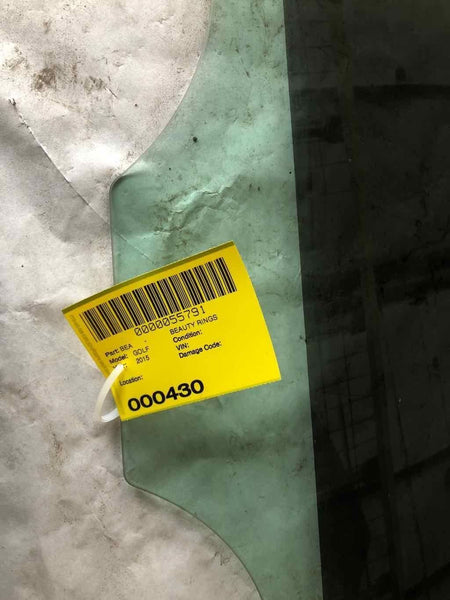 0000055791
Part: BEA - BEAUTY RINGS
Model: GOLF Condition:
2015 VIN:
Damage Code:
Location:
000430